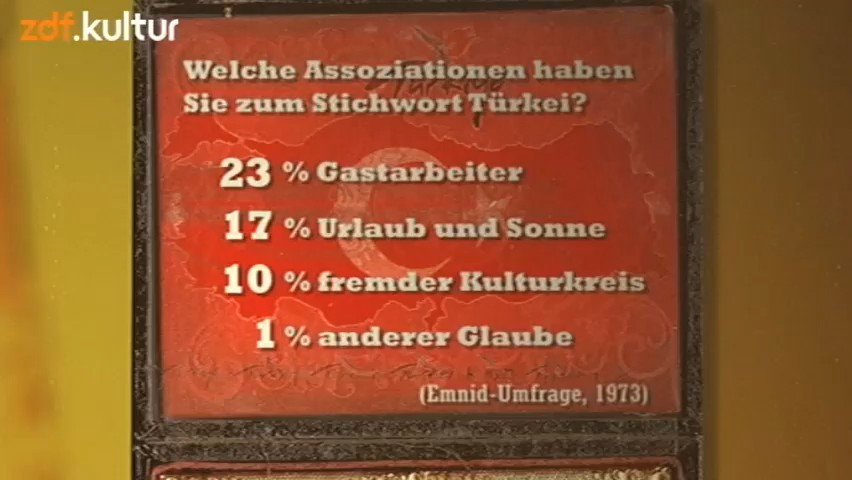 zdf.kultur
Welche Assoziationen haben
Sie zum Stichwort Türkei?
23 % Gastarbeiter
17 % Urlaub und Sonne
10 % fremder Kulturkreis
1 % anderer Glaube
(Emnid-Umfrage, 1973)